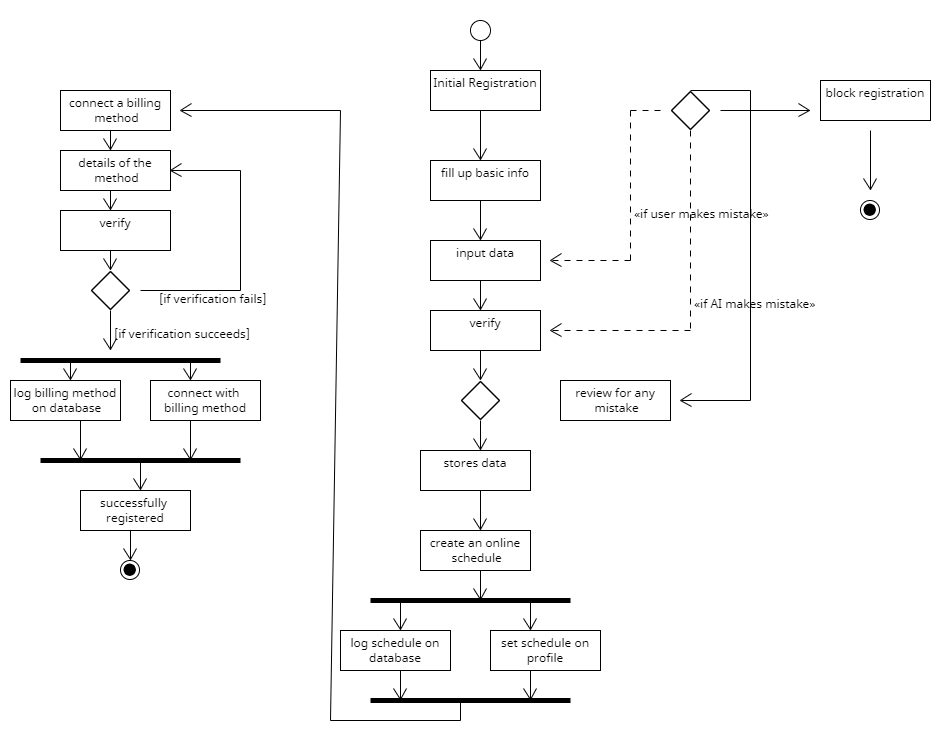 Initial Registration
block registration
connect a billing
method
details of the
method
fill up basic info
verify
«if user makes mistake»
input data
[if verification fails]
«if AI makes mistake»
verify
[if verification succeeds]
log billing method
on database
connect with
billing method
review for any
mistake
stores data
successfully
registered
create an online
schedule
log schedule on
database
set schedule on
profile